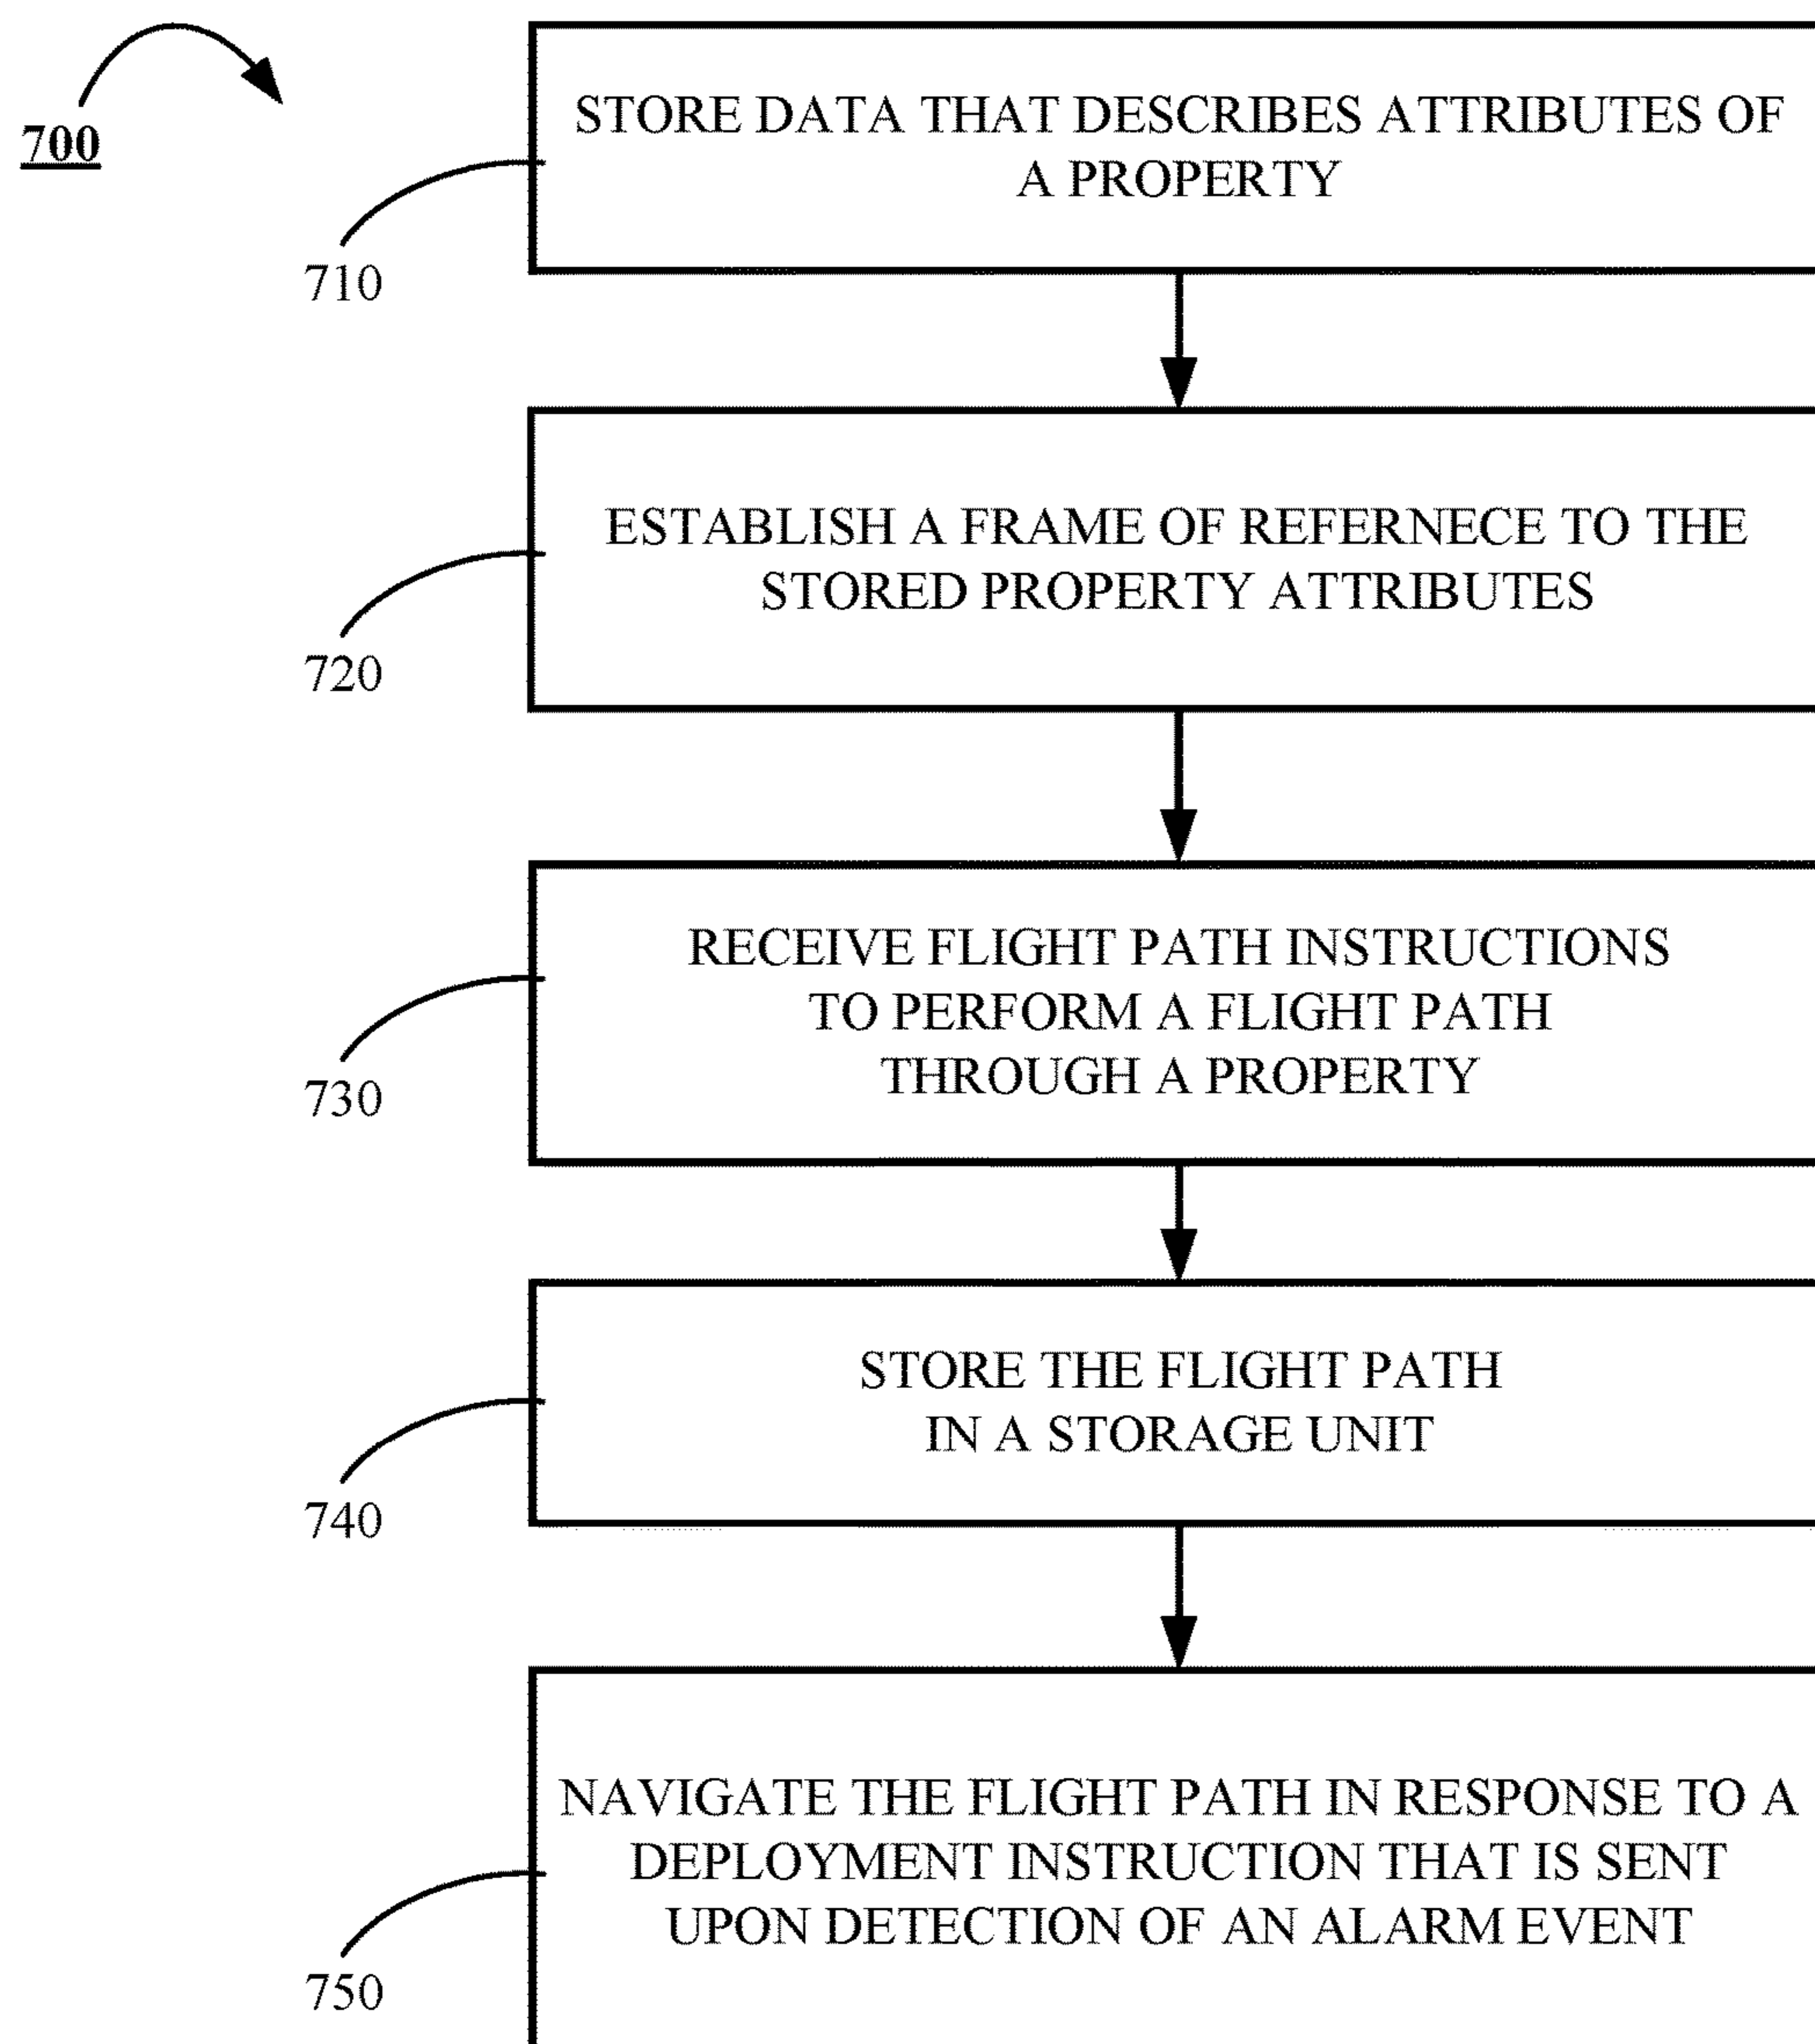 700
STORE DATA THAT DESCRIBES ATTRIBUTES OF
A PROPERTY
710
ESTABLISH A FRAME OF REFERNECE TO THE
STORED PROPERTY ATTRIBUTES
720
RECEIVE FLIGHT PATH INSTRUCTIONS
TO PERFORM A FLIGHT PATH
THROUGH A PROPERTY
730
STORE THE FLIGHT PATH
IN A STORAGE UNIT
740
NAVIGATE THE FLIGHT PATH IN RESPONSE TO A
DEPLOYMENT INSTRUCTION THAT IS SENT
UPON DETECTION OF AN ALARM EVENT
750